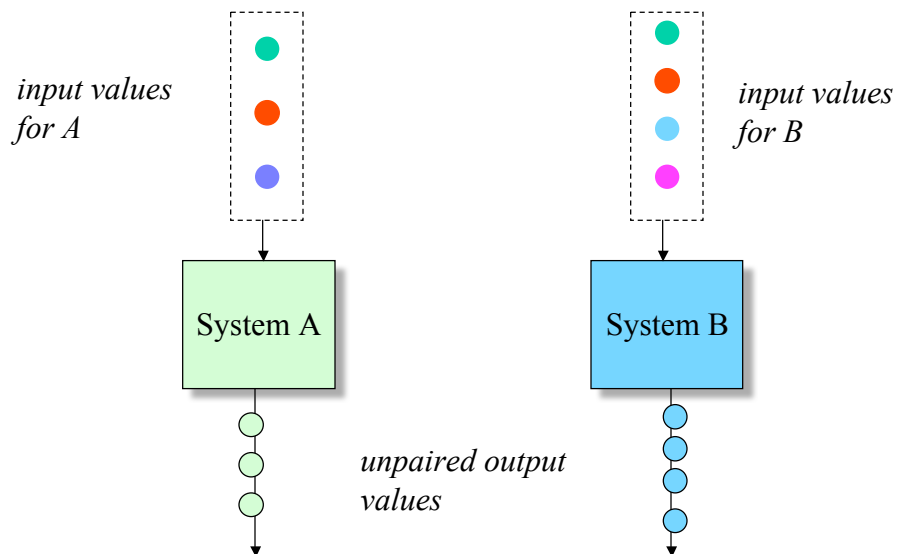 input values
for A
input values
for B
System A
System B
unpaired output
values